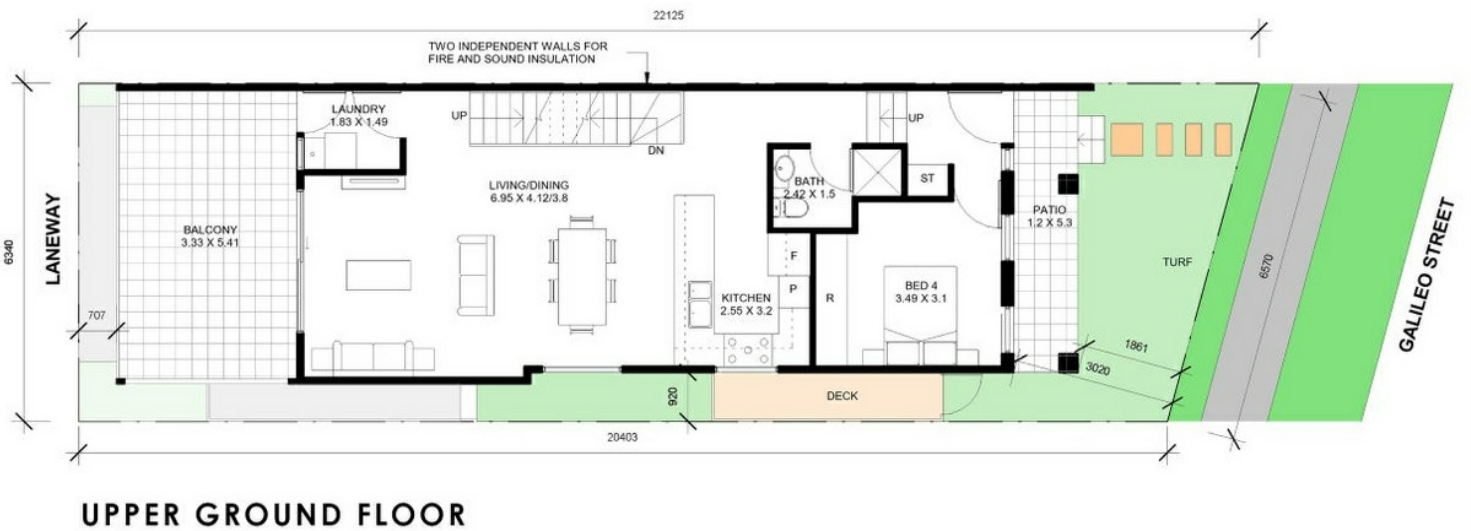 22125
TWO INDEPENDENT WALLS FOR
FIRE AND SOUND INSULATION
LAUNDRY
1.83 X 1.49
UP
DN
UP
LIVING/DINING
6.95 X 4.12/3.8
BATH
2.42 X 1.5
ST
PATIO
1.2 X 5.3
BALCONY
3.33 X 5.41
LANEWAY
6340
707
KITCHEN
2.55 X 3.2
F
P
R
BED 4
3.49 X 3.1
TURF
6570
GALILEO STREET
1861
3020
920
DECK
20403
UPPER GROUND FLOOR